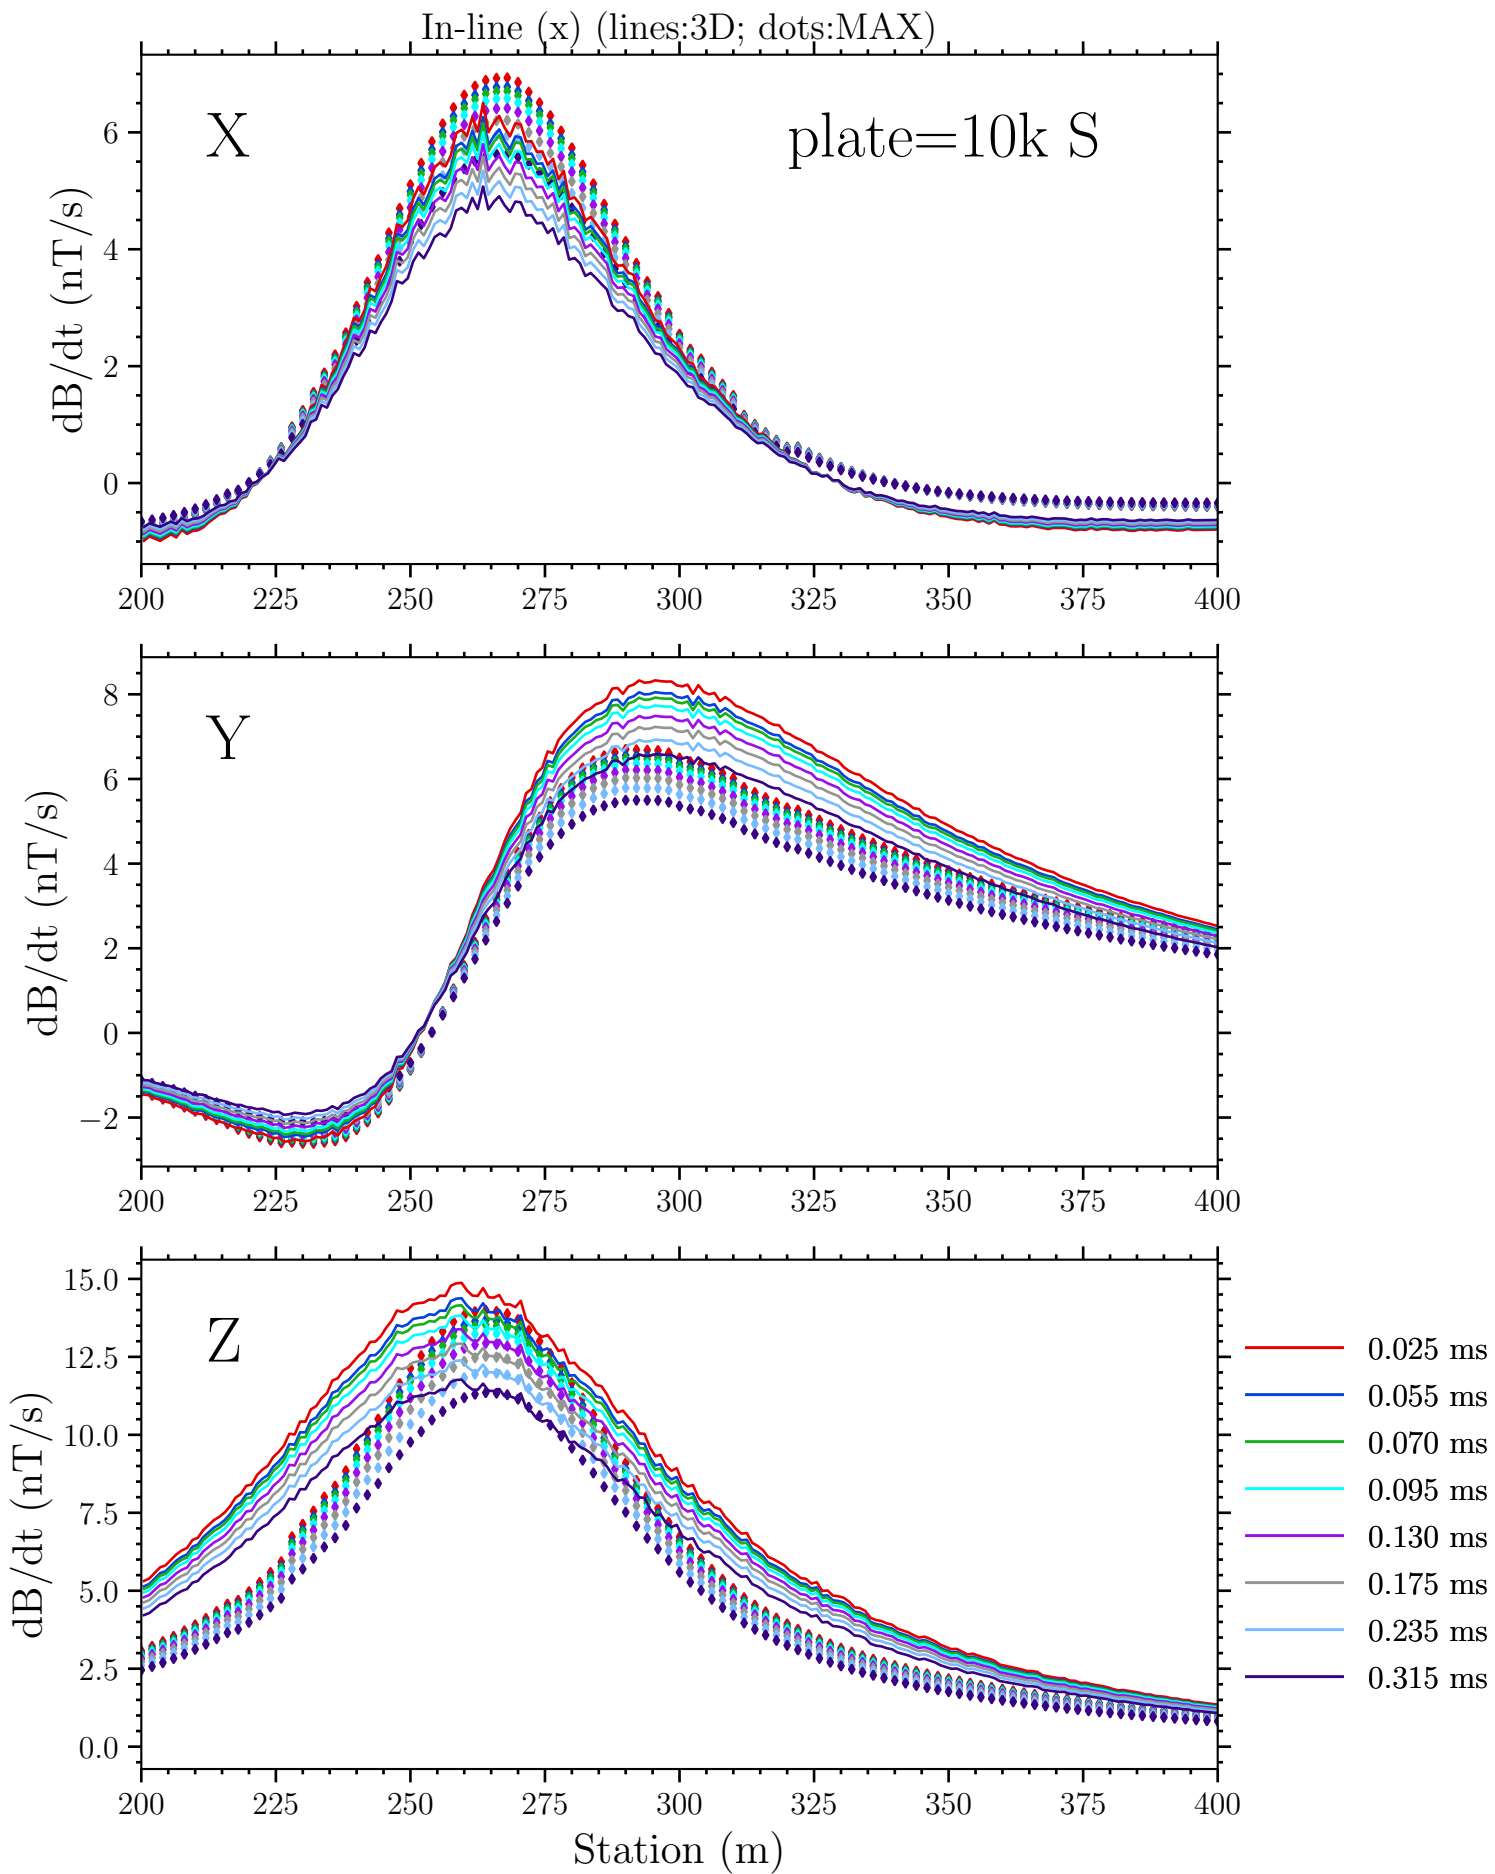 In-line (x) (lines:3D; dots:MAX)
X
plate=10k S
dB/dt (nT/s)
6
4
2
0
200 225 250 275 300 325 350 375 400
Y
dB/dt (nT/s)
8
6
4
2
0
−2
200 225 250 275 300 325 350 375 400
Z
dB/dt (nT/s)
15.0
12.5
10.0
7.5
5.0
2.5
0.0
200 225 250 275 300 325 350 375 400
Station (m)
0.025 ms
0.055 ms
0.070 ms
0.095 ms
0.130 ms
0.175 ms
0.235 ms
0.315 ms